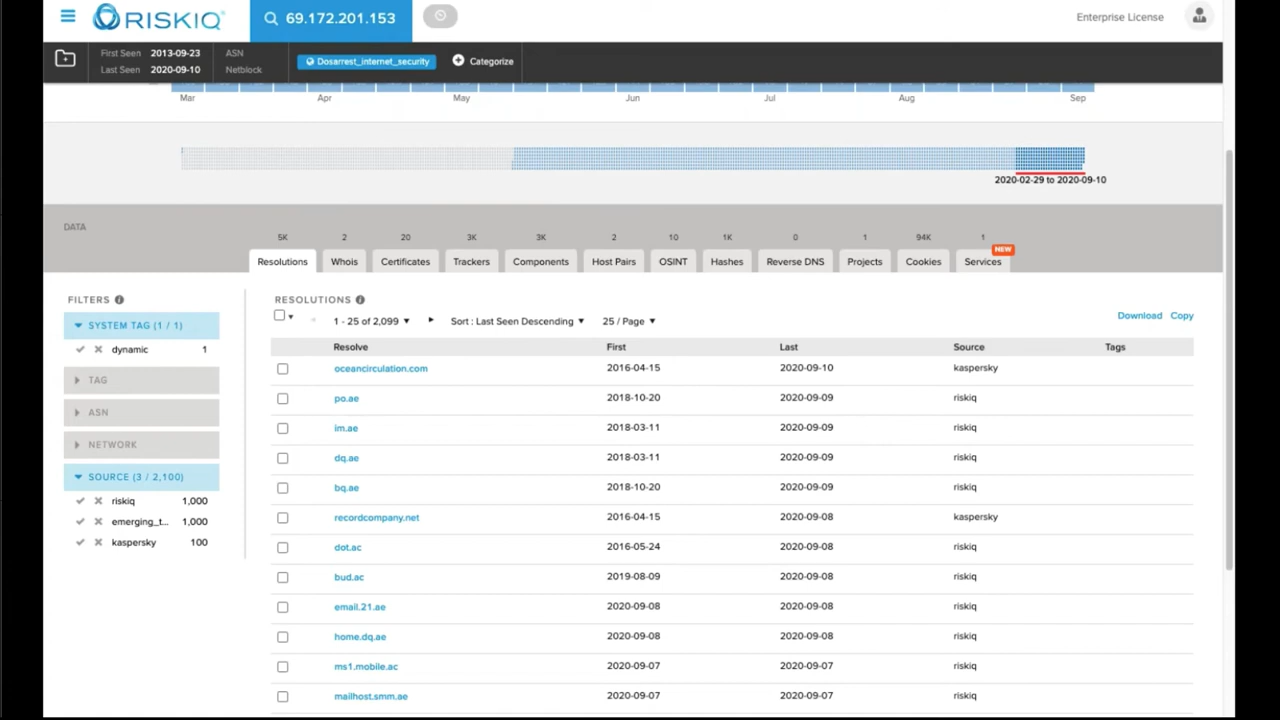 RISKIQ 69.172.201.153 Enterprise License
First Seen 2013-09-23 ASN Dosarrest_internet_security Categorize
Last Seen 2020-09-10 Netblock
Mar Apr May Jun Jul Aug Sep
2020-02-29 to 2020-09-10
DATA
5K 2 20 3K 3K 2 10 1K 0 1 94K 1
NEW
Resolutions Whois Certificates Trackers Components Host Pairs OSINT Hashes Reverse DNS Projects Cookies Services
FILTERS
SYSTEM TAG (1 / 1)
dynamic 1
TAG
ASN
NETWORK
SOURCE (3 / 2,100)
riskiq 1,000
emerging_t... 1,000
kaspersky 100
RESOLUTIONS
1 - 25 of 2,099 Sort : Last Seen Descending 25 / Page Download Copy
Resolve First Last Source Tags
oceancirculation.com 2016-04-15 2020-09-10 kaspersky
po.ae 2018-10-20 2020-09-09 riskiq
im.ae 2018-03-11 2020-09-09 riskiq
dq.ae 2018-03-11 2020-09-09 riskiq
bq.ae 2018-10-20 2020-09-09 riskiq
recordcompany.net 2016-04-15 2020-09-08 kaspersky
dot.ac 2016-05-24 2020-09-08 riskiq
bud.ac 2019-08-09 2020-09-08 riskiq
email.21.ae 2020-09-08 2020-09-08 riskiq
home.dq.ae 2020-09-08 2020-09-08 riskiq
ms1.mobile.ac 2020-09-07 2020-09-07 riskiq
mailhost.smm.ae 2020-09-07 2020-09-07 riskiq